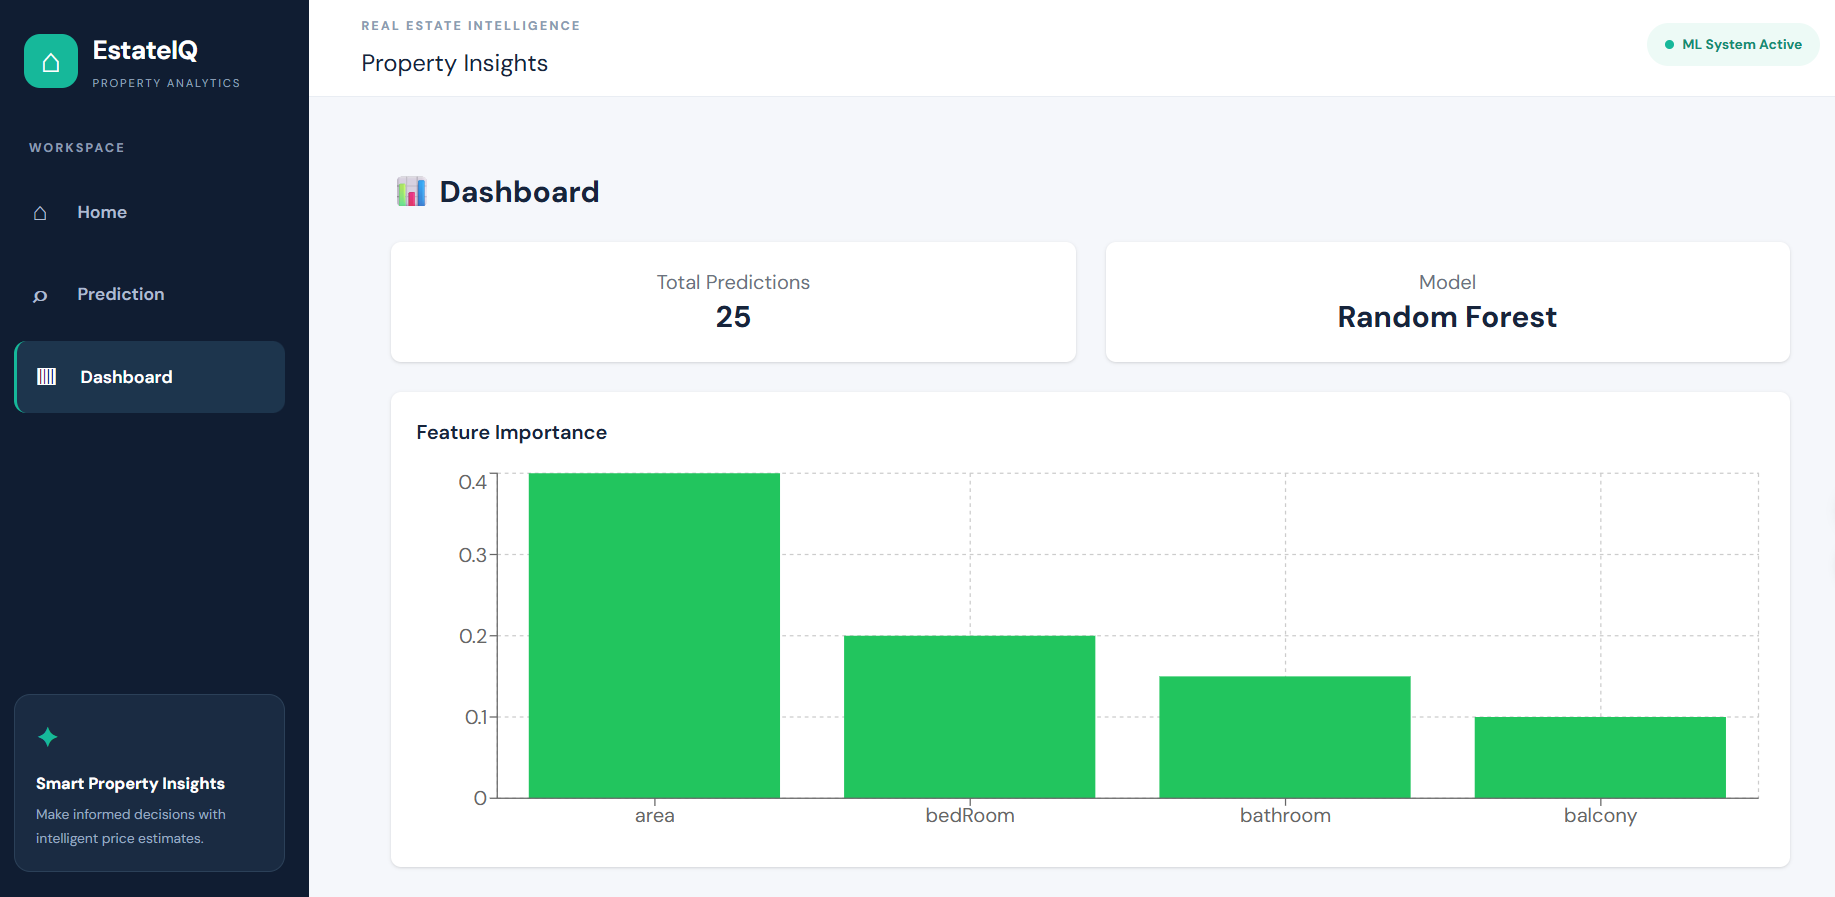 EstateIQ
PROPERTY ANALYTICS
WORKSPACE
Home
Prediction
Dashboard
Smart Property Insights
Make informed decisions with
intelligent price estimates.
REAL ESTATE INTELLIGENCE
Property Insights
ML System Active
Dashboard
Total Predictions
25
Model
Random Forest
Feature Importance
0.4
0.3
0.2
0.1
0
area
bedRoom
bathroom
balcony